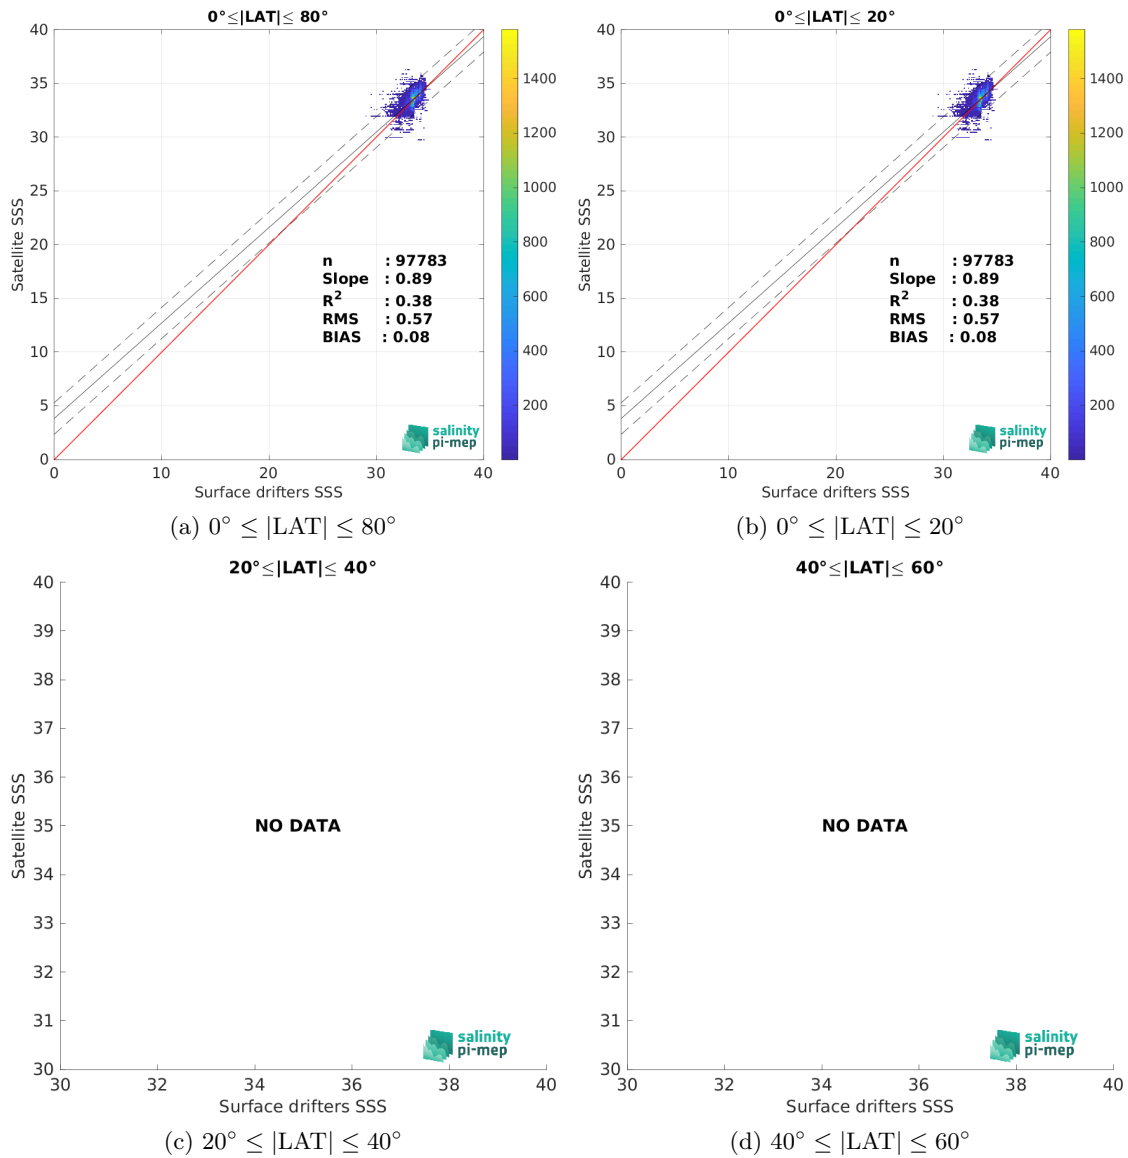 0°≤|LAT|≤ 80°
40
35
30
25
20
15
10
5
0
Satellite SSS
n : 97783
Slope : 0.89
R² : 0.38
RMS : 0.57
BIAS : 0.08
salinity
pi-mep
0 10 20 30 40
Surface drifters SSS
1400
1200
1000
800
600
400
200
(a) 0° ≤ |LAT| ≤ 80°
0°≤|LAT|≤ 20°
40
35
30
25
20
15
10
5
0
Satellite SSS
n : 97783
Slope : 0.89
R² : 0.38
RMS : 0.57
BIAS : 0.08
salinity
pi-mep
0 10 20 30 40
Surface drifters SSS
1400
1200
1000
800
600
400
200
(b) 0° ≤ |LAT| ≤ 20°
20°≤|LAT|≤ 40°
40
39
38
37
36
35
34
33
32
31
30
Satellite SSS
NO DATA
salinity
pi-mep
30 32 34 36 38 40
Surface drifters SSS
(c) 20° ≤ |LAT| ≤ 40°
40°≤|LAT|≤ 60°
40
39
38
37
36
35
34
33
32
31
30
Satellite SSS
NO DATA
salinity
pi-mep
30 32 34 36 38 40
Surface drifters SSS
(d) 40° ≤ |LAT| ≤ 60°